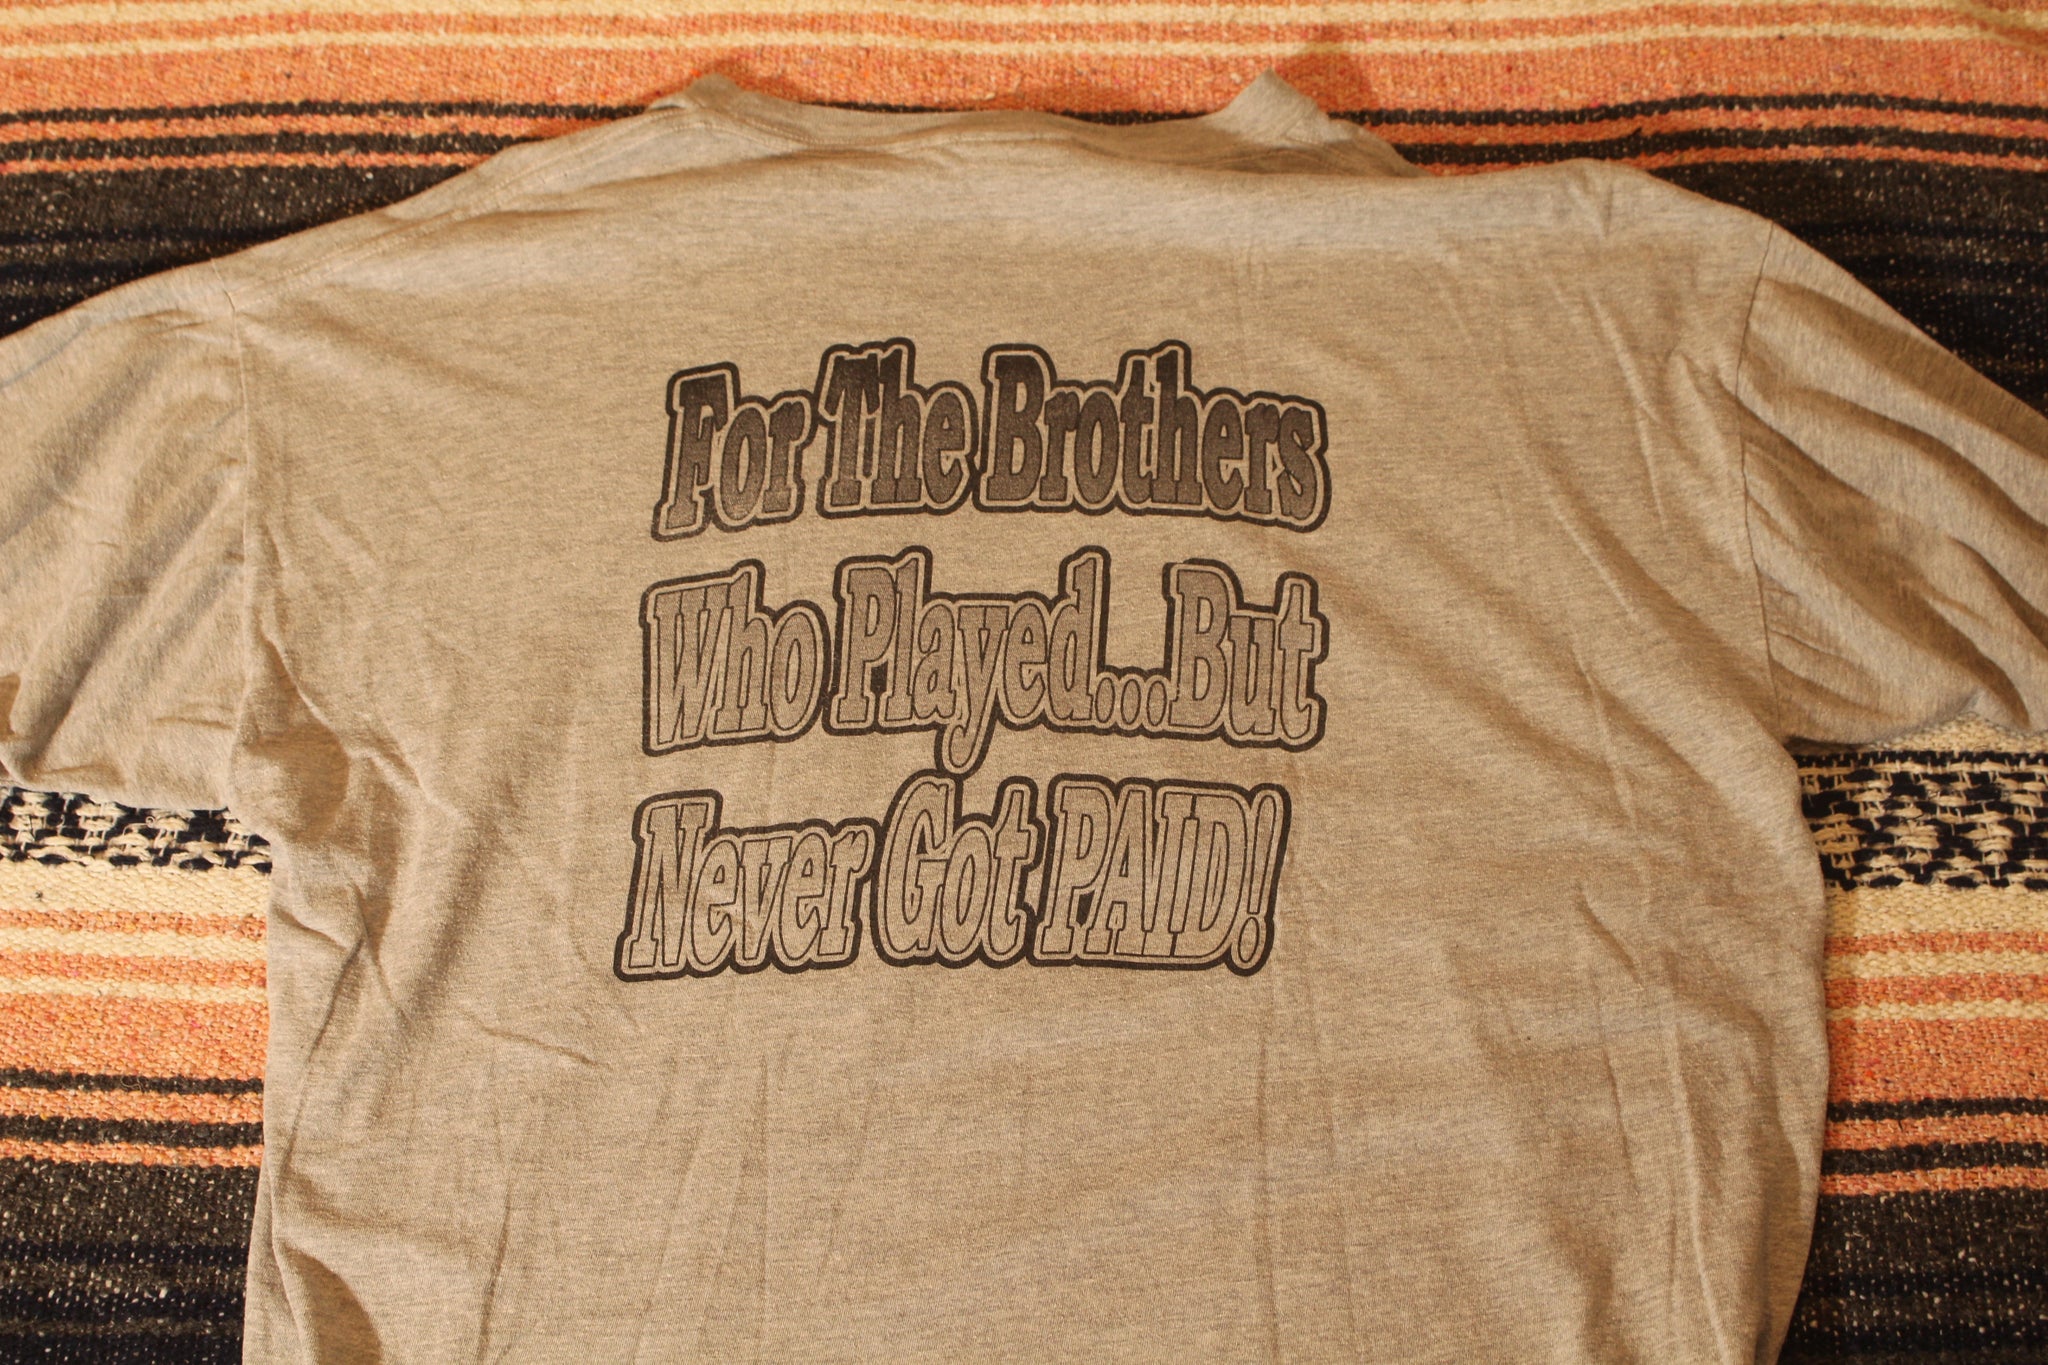 For The Brothers
Who Played...But
Never Got PAID!